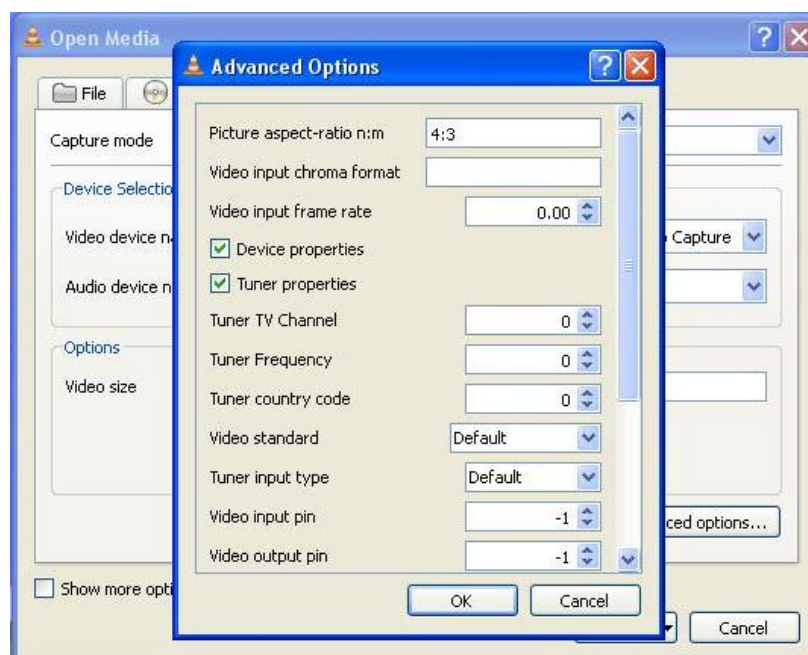 Open Media
Advanced Options
File
Capture mode
Device Selectio
Video device n
Capture
Audio device n
Options
Video size
ced options...
Show more opti
Cancel
Picture aspect-ratio n:m
4:3
Video input chroma format
Video input frame rate
0.00
Device properties
Tuner properties
Tuner TV Channel
0
Tuner Frequency
0
Tuner country code
0
Video standard
Default
Tuner input type
Default
Video input pin
-1
Video output pin
-1
OK
Cancel